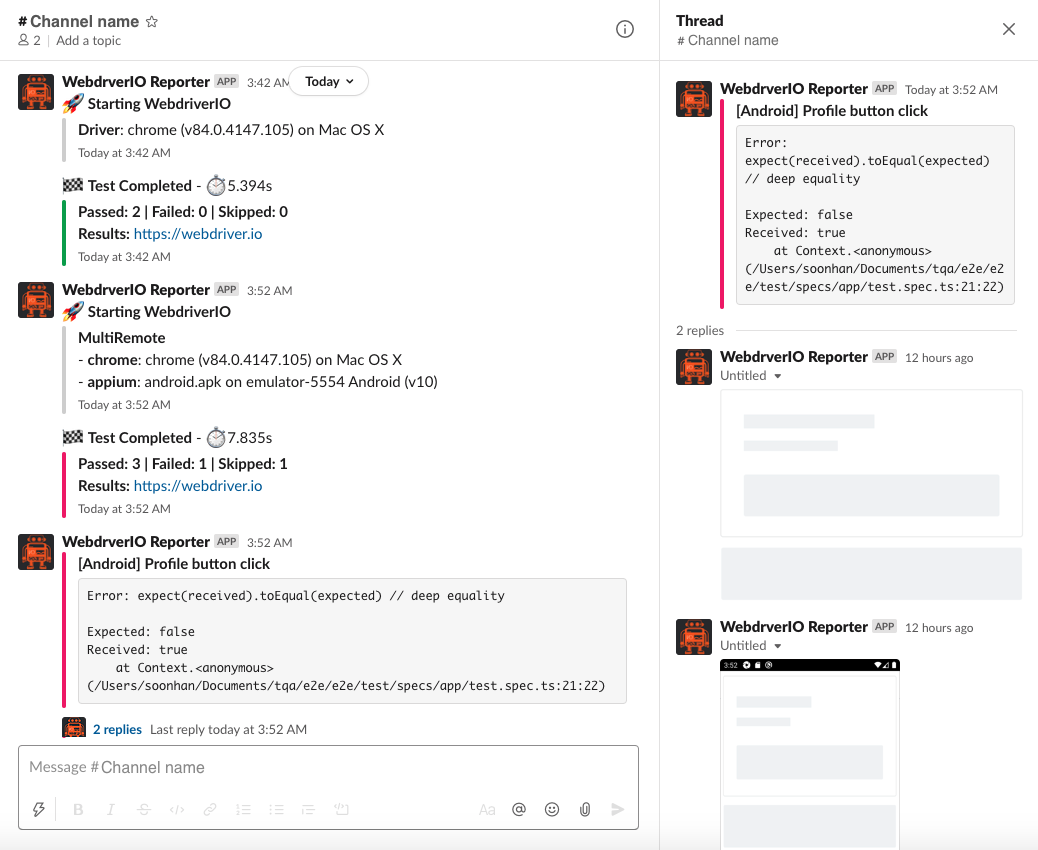 # Channel name
2 | Add a topic
WebdrverIO Reporter APP 3:42 AM
Today
Starting WebdriverIO
Driver: chrome (v84.0.4147.105) on Mac OS X
Today at 3:42 AM
Test Completed - 5.394s
Passed: 2 | Failed: 0 | Skipped: 0
Results: https://webdriver.io
Today at 3:42 AM
WebdrverIO Reporter APP 3:52 AM
Starting WebdriverIO
MultiRemote
- chrome: chrome (v84.0.4147.105) on Mac OS X
- appium: android.apk on emulator-5554 Android (v10)
Today at 3:52 AM
Test Completed - 7.835s
Passed: 3 | Failed: 1 | Skipped: 1
Results: https://webdriver.io
Today at 3:52 AM
WebdrverIO Reporter APP 3:52 AM
[Android] Profile button click
Error: expect(received).toEqual(expected) // deep equality
Expected: false
Received: true
at Context.<anonymous>
(/Users/soonhan/Documents/tqa/e2e/e2e/test/specs/app/test.spec.ts:21:22)
2 replies Last reply today at 3:52 AM
Message # Channel name
B I S </> Aa @
Thread
# Channel name
WebdrverIO Reporter APP Today at 3:52 AM
[Android] Profile button click
Error:
expect(received).toEqual(expected)
// deep equality
Expected: false
Received: true
at Context.<anonymous>
(/Users/soonhan/Documents/tqa/e2e/e2
e/test/specs/app/test.spec.ts:21:22)
2 replies
WebdrverIO Reporter APP 12 hours ago
Untitled
WebdrverIO Reporter APP 12 hours ago
Untitled
3:52